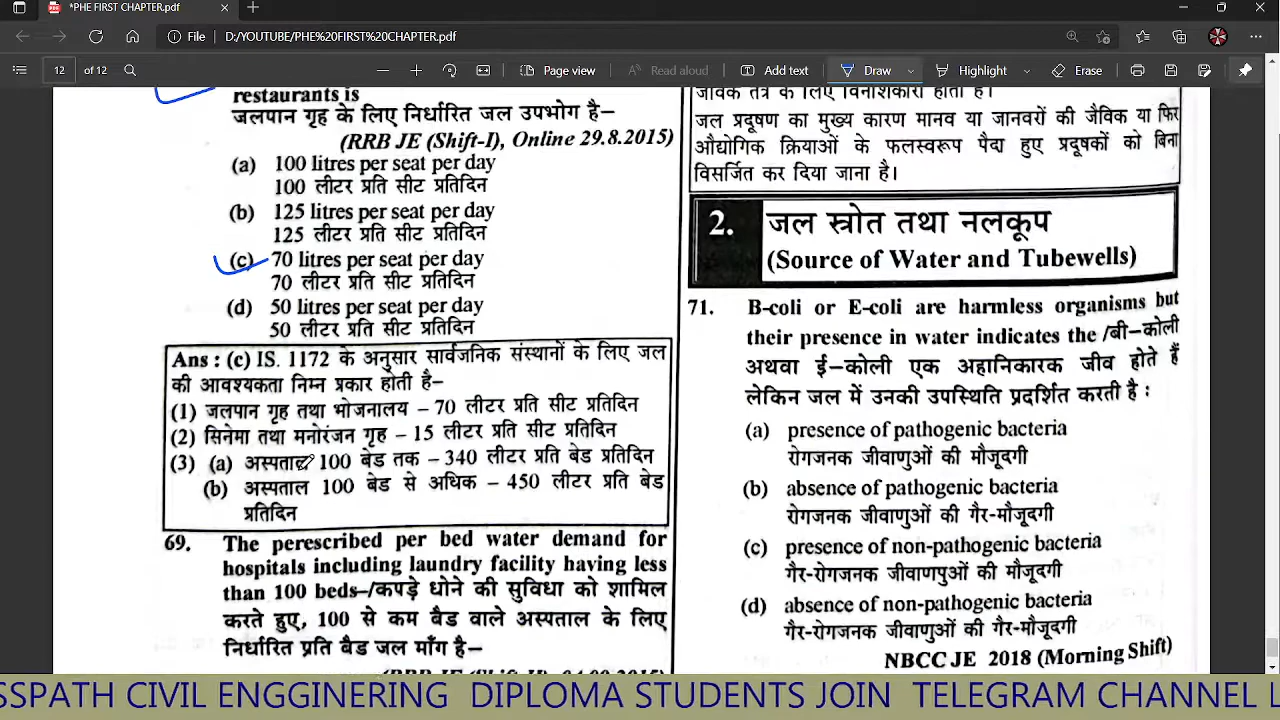 *PHE FIRST CHAPTER.pdf
File D:/YOUTUBE/PHE%20FIRST%20CHAPTER.pdf
12 of 12
Page view
Read aloud
Add text
Draw
Highlight
Erase
restaurants is
जलपान गृह के लिए निर्धारित जल उपभोग है–
(RRB JE (Shift-I), Online 29.8.2015)
(a) 100 litres per seat per day
100 लीटर प्रति सीट प्रतिदिन
(b) 125 litres per seat per day
125 लीटर प्रति सीट प्रतिदिन
(c) 70 litres per seat per day
70 लीटर प्रति सीट प्रतिदिन
(d) 50 litres per seat per day
50 लीटर प्रति सीट प्रतिदिन
Ans : (c) IS. 1172 के अनुसार सार्वजनिक संस्थानों के लिए जल
की आवश्यकता निम्न प्रकार होती है–
(1) जलपान गृह तथा भोजनालय – 70 लीटर प्रति सीट प्रतिदिन
(2) सिनेमा तथा मनोरंजन गृह – 15 लीटर प्रति सीट प्रतिदिन
(3) (a) अस्पताल 100 बेड तक – 340 लीटर प्रति बेड प्रतिदिन
(b) अस्पताल 100 बेड से अधिक – 450 लीटर प्रति बेड
प्रतिदिन
69. The perescribed per bed water demand for
hospitals including laundry facility having less
than 100 beds–/कपड़े धोने की सुविधा को शामिल
करते हुए, 100 से कम बैड वाले अस्पताल के लिए
निर्धारित प्रति बैड जल माँग है–
जैविक तंत्र के लिए विनाशकारी होता है।
जल प्रदूषण का मुख्य कारण मानव या जानवरों की जैविक या फिर
औद्योगिक क्रियाओं के फलस्वरूप पैदा हुए प्रदूषकों को बिना
विसर्जित कर दिया जाना है।
2. जल स्रोत तथा नलकूप
(Source of Water and Tubewells)
71. B-coli or E-coli are harmless organisms but
their presence in water indicates the /बी–कोली
अथवा ई–कोली एक अहानिकारक जीव होते हैं
लेकिन जल में उनकी उपस्थिति प्रदर्शित करती है :
(a) presence of pathogenic bacteria
रोगजनक जीवाणुओं की मौजूदगी
(b) absence of pathogenic bacteria
रोगजनक जीवाणुओं की गैर-मौजूदगी
(c) presence of non-pathogenic bacteria
गैर-रोगजनक जीवाणपुओं की मौजूदगी
(d) absence of non-pathogenic bacteria
गैर-रोगजनक जीवाणुओं की गैर-मौजूदगी
NBCC JE 2018 (Morning Shift)
SSPATH CIVIL ENGGINERING DIPLOMA STUDENTS JOIN TELEGRAM CHANNEL L